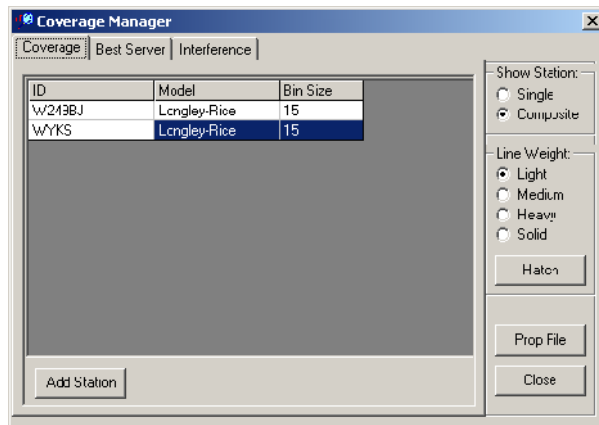 Coverage Manager
Coverage Best Server Interference
ID Model Bin Size
W243BJ Longley-Rice 15
WYKS Longley-Rice 15
Add Station
Show Station:
Single
Composite
Line Weight:
Light
Medium
Heavy
Solid
Hatch
Prop File
Close